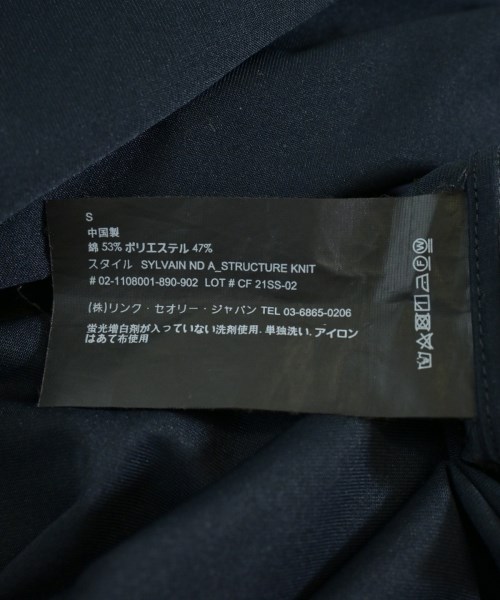 S
中国製
綿 53% ポリエステル 47%
スタイル SYLVAIN ND A_STRUCTURE KNIT
# 02-1108001-890-902 LOT # CF 21SS-02
(株)リンク・セオリー・ジャパン TEL 03-6865-0206
蛍光増白剤が入っていない洗剤使用. 単独洗い. アイロン
はあて布使用